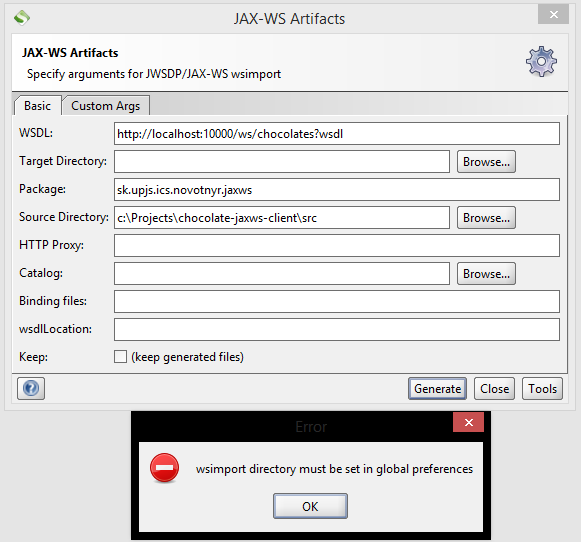 JAX-WS Artifacts
JAX-WS Artifacts
Specify arguments for JWSDP/JAX-WS wsimport
Basic Custom Args
WSDL: http://localhost:10000/ws/chocolates?wsdl
Target Directory: Browse...
Package: sk.upjs.ics.novotnyr.jaxws
Source Directory: c:\Projects\chocolate-jaxws-client\src Browse...
HTTP Proxy:
Catalog: Browse...
Binding files:
wsdlLocation:
Keep: (keep generated files)
Generate Close Tools
Error
wsimport directory must be set in global preferences
OK